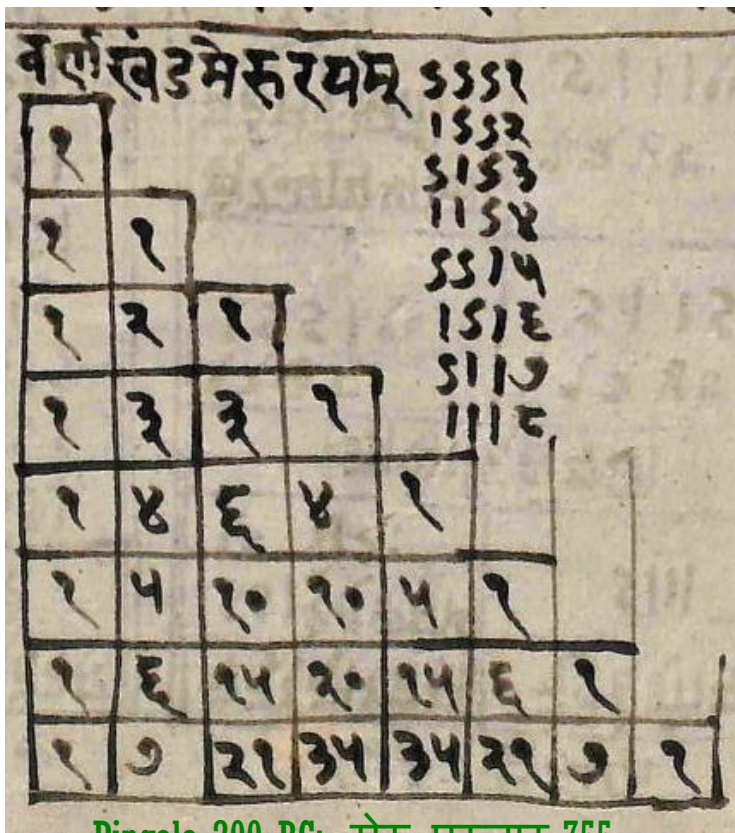 वर्णखंडमेरुरयम्
ऽऽऽ१
।ऽऽ२
ऽ।ऽ३
।।ऽ४
ऽऽ।५
।ऽ।६
ऽ।।७
।।।८
१
१ १
१ २ १
१ ३ ३ १
१ ४ ६ ४ १
१ ५ १० १० ५ १
१ ६ १५ २० १५ ६ १
१ ७ २१ ३५ ३५ २१ ७ १
Pingala 200 BC: 755